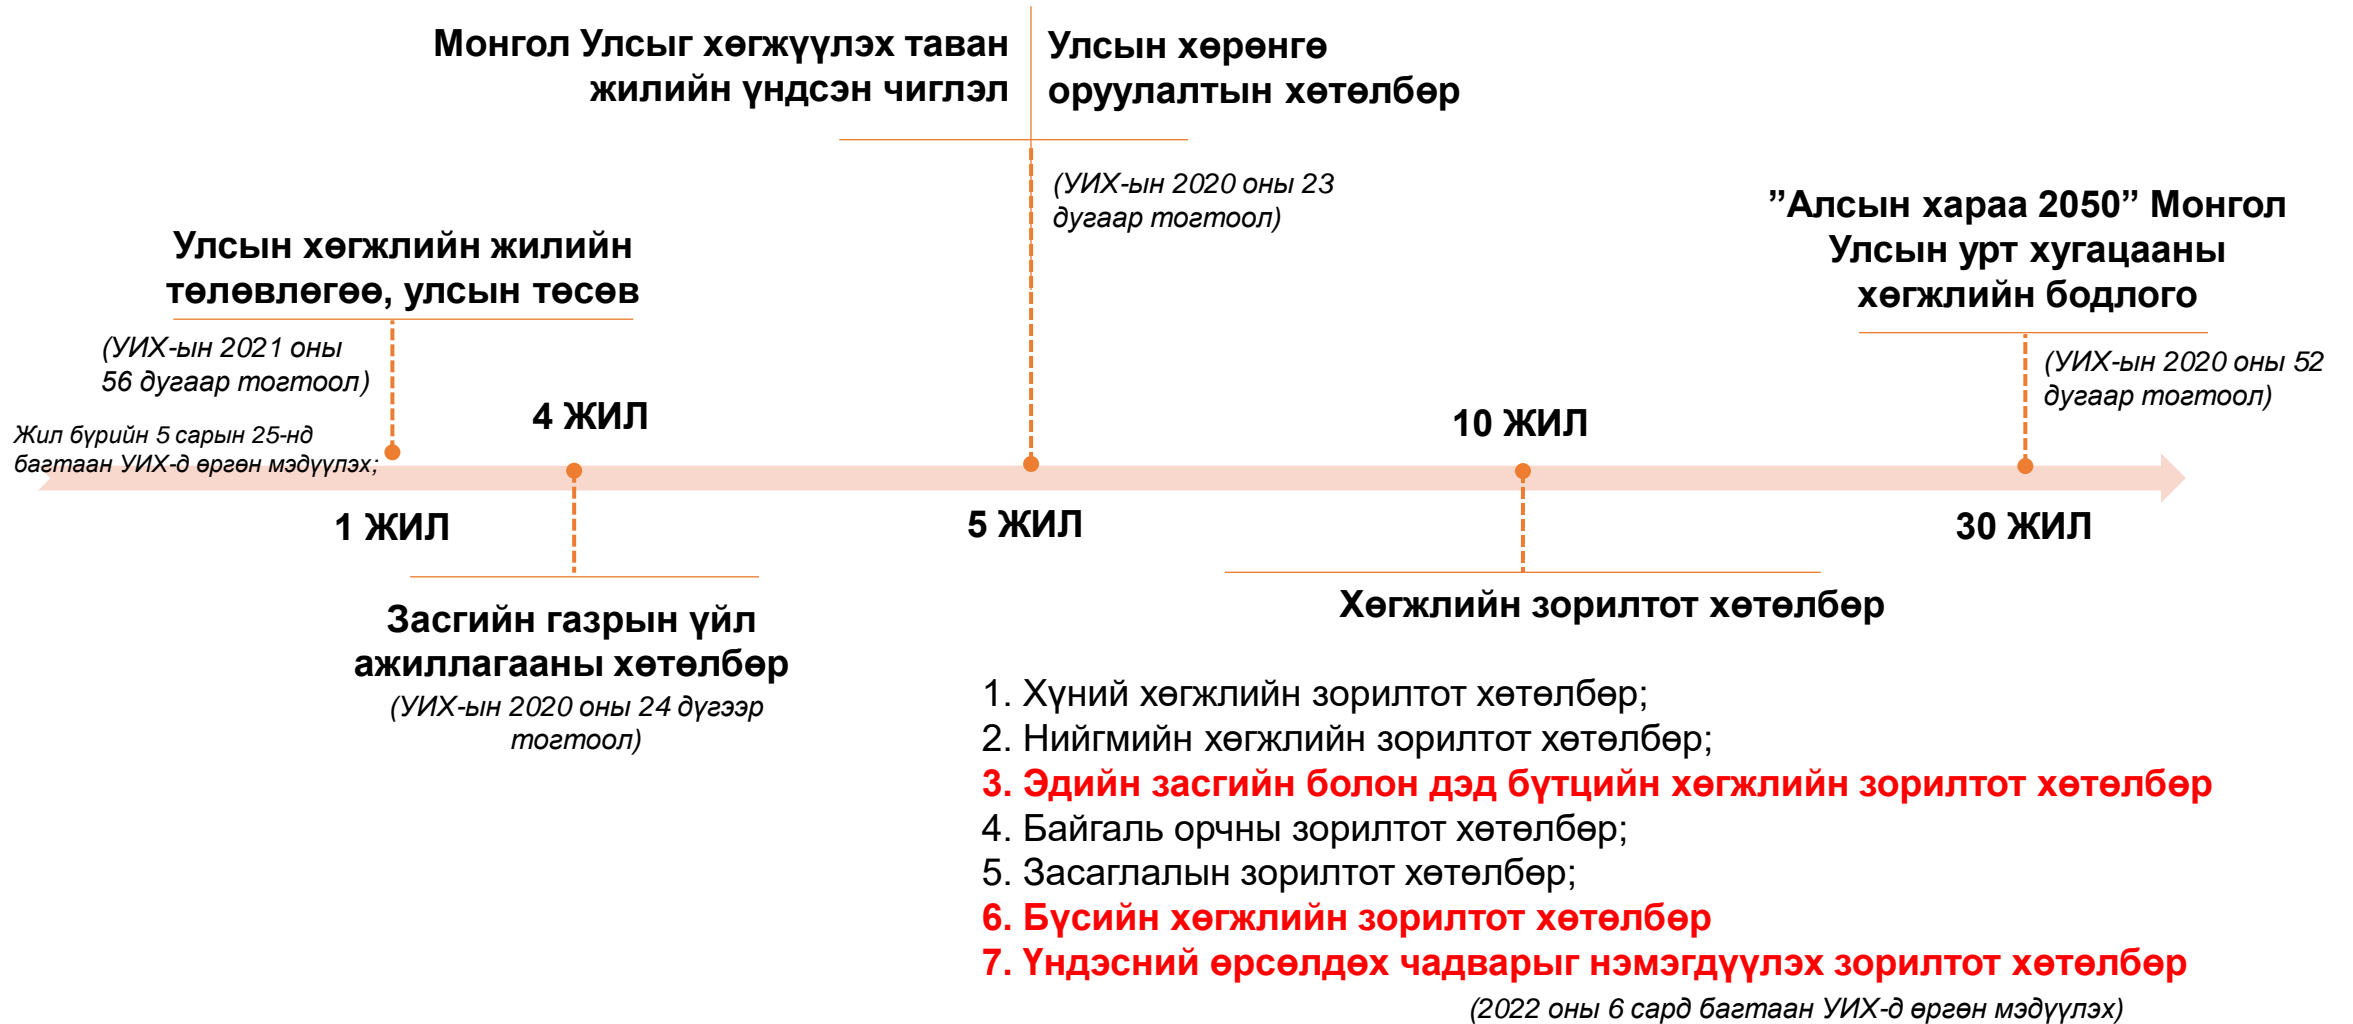 Монгол Улсыг хөгжүүлэх таван
жилийн үндсэн чиглэл
Улсын хөрөнгө
оруулалтын хөтөлбөр
(УИХ-ын 2020 оны 23
дугаар тогтоол)
”Алсын хараа 2050” Монгол
Улсын урт хугацааны
хөгжлийн бодлого
(УИХ-ын 2020 оны 52
дугаар тогтоол)
Улсын хөгжлийн жилийн
төлөвлөгөө, улсын төсөв
(УИХ-ын 2021 оны
56 дугаар тогтоол)
Жил бүрийн 5 сарын 25-нд
багтаан УИХ-д өргөн мэдүүлэх;
4 ЖИЛ
10 ЖИЛ
1 ЖИЛ
5 ЖИЛ
30 ЖИЛ
Засгийн газрын үйл
ажиллагааны хөтөлбөр
(УИХ-ын 2020 оны 24 дүгээр
тогтоол)
Хөгжлийн зорилтот хөтөлбөр
1. Хүний хөгжлийн зорилтот хөтөлбөр;
2. Нийгмийн хөгжлийн зорилтот хөтөлбөр;
3. Эдийн засгийн болон дэд бүтцийн хөгжлийн зорилтот хөтөлбөр
4. Байгаль орчны зорилтот хөтөлбөр;
5. Засаглалын зорилтот хөтөлбөр;
6. Бүсийн хөгжлийн зорилтот хөтөлбөр
7. Үндэсний өрсөлдөх чадварыг нэмэгдүүлэх зорилтот хөтөлбөр
(2022 оны 6 сард багтаан УИХ-д өргөн мэдүүлэх)